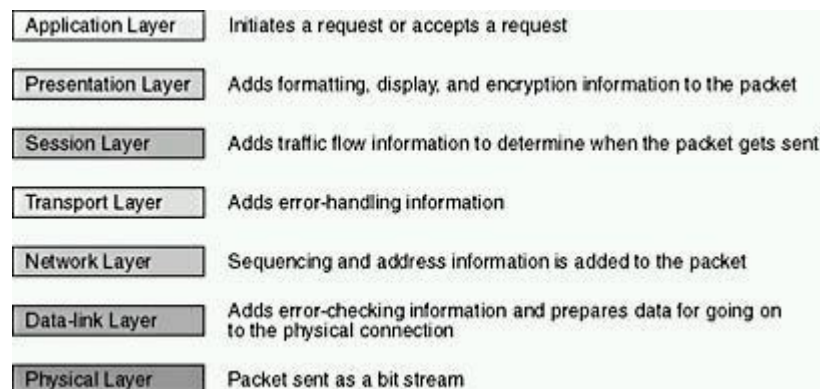 Application Layer Initiates a request or accepts a request
Presentation Layer Adds formatting, display, and encryption information to the packet
Session Layer Adds traffic flow information to determine when the packet gets sent
Transport Layer Adds error-handling information
Network Layer Sequencing and address information is added to the packet
Data-link Layer Adds error-checking information and prepares data for going on
to the physical connection
Physical Layer Packet sent as a bit stream